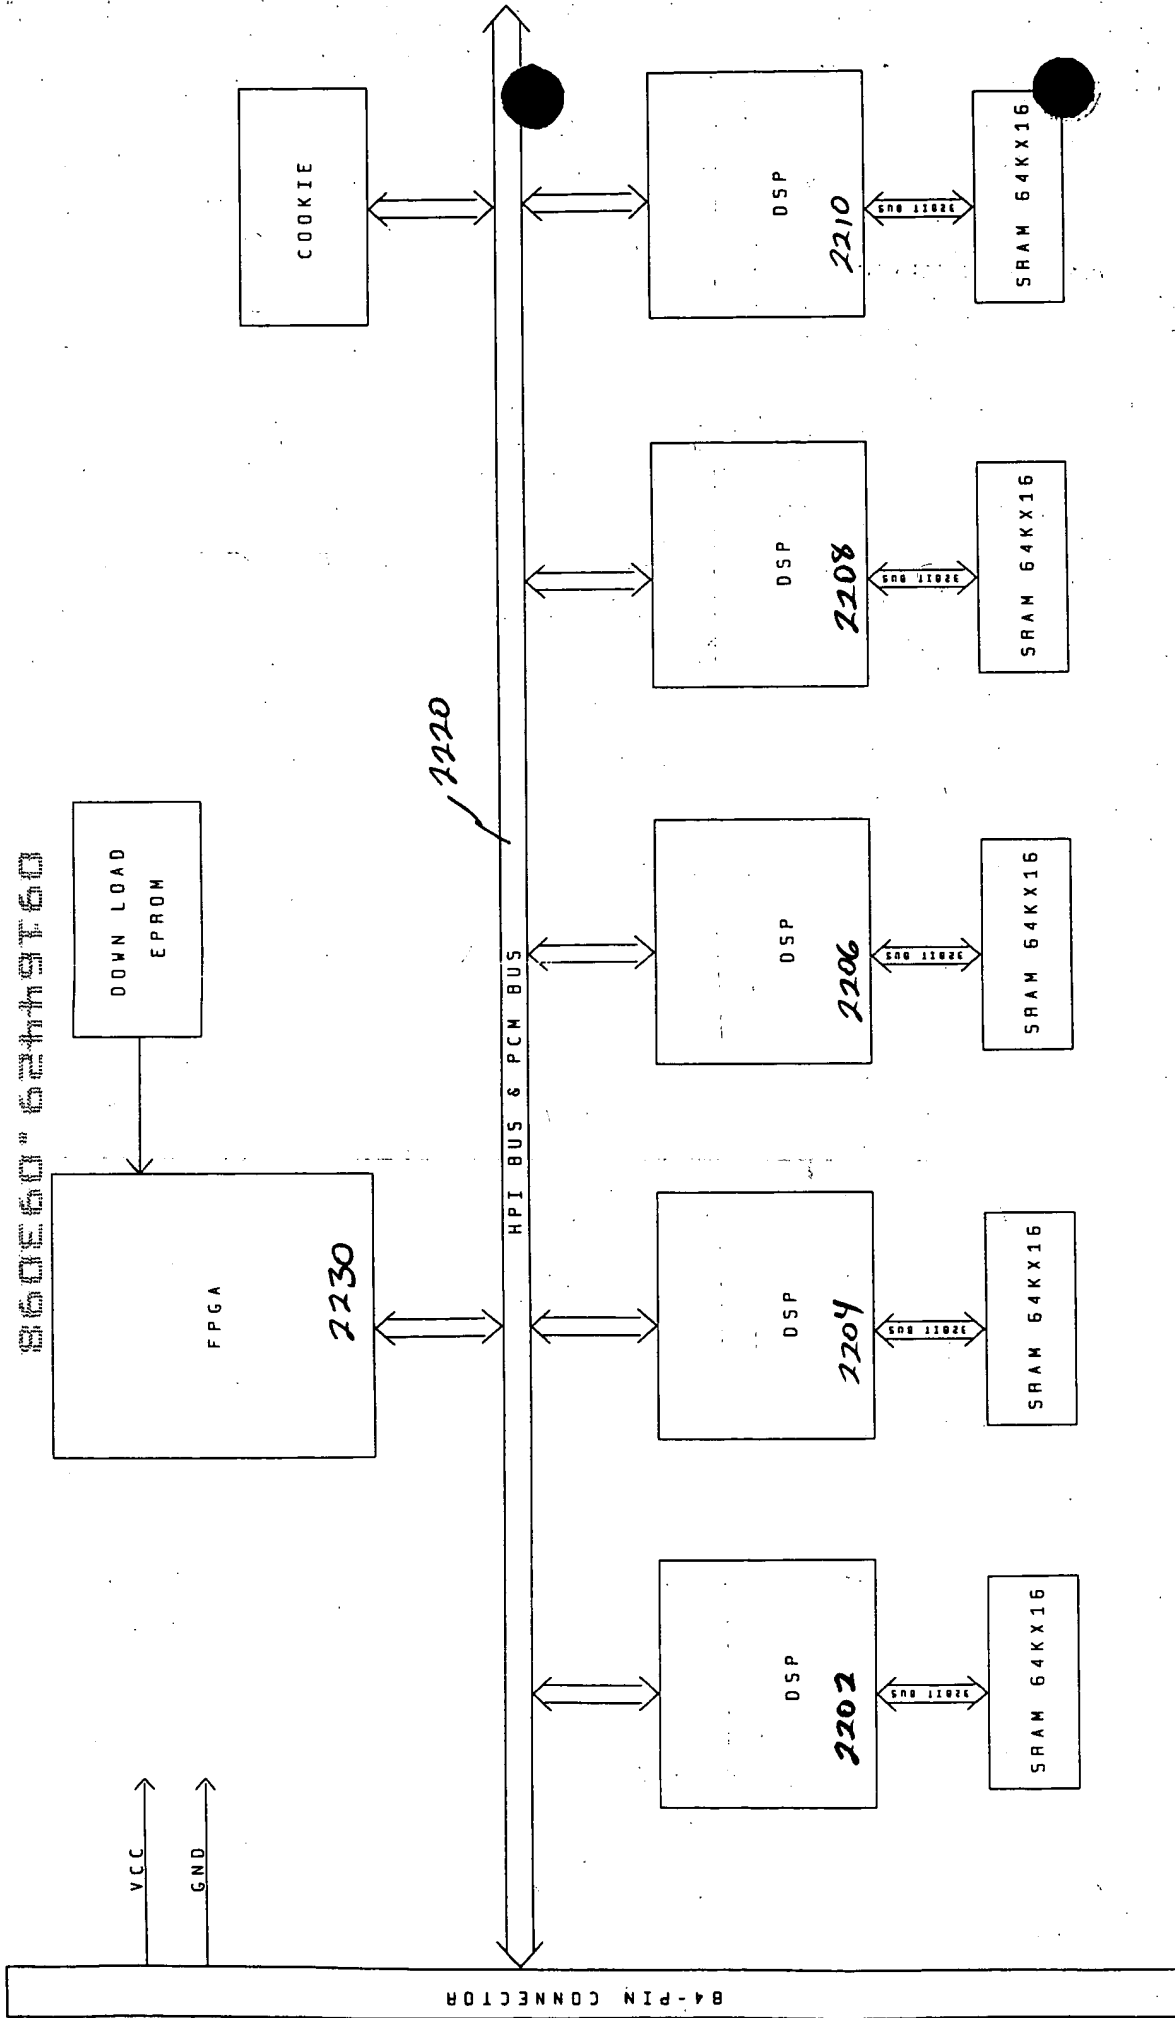 860E60" 62hh9T60
DOWN LOAD
EPROM
COOKIE
VCC
GND
FPGA
2230
2220
HPI BUS & PCM BUS
84-PIN CONNECTOR
DSP
2202
DSP
2204
DSP
2206
DSP
2208
DSP
2210
32BIT BUS
32BIT BUS
32BIT BUS
32BIT BUS
32BIT BUS
SRAM 64KX16
SRAM 64KX16
SRAM 64KX16
SRAM 64KX16
SRAM 64KX16